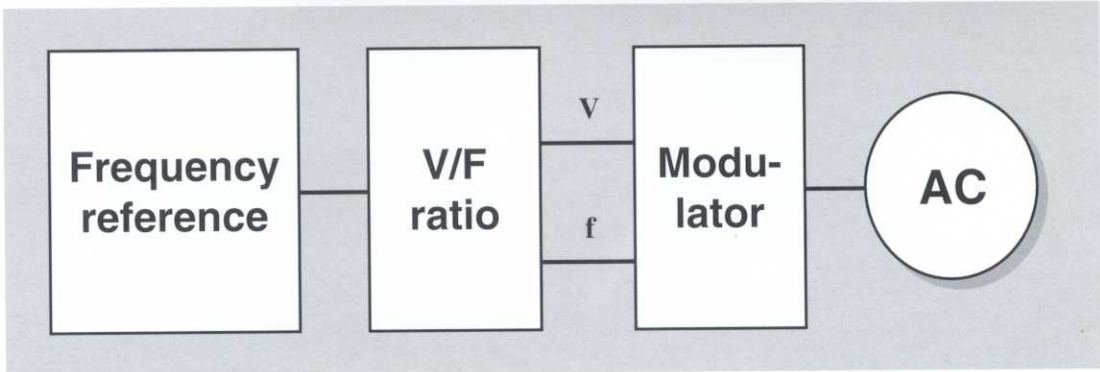 Frequency
reference
V/F
ratio
V
f
Modu-
lator
AC